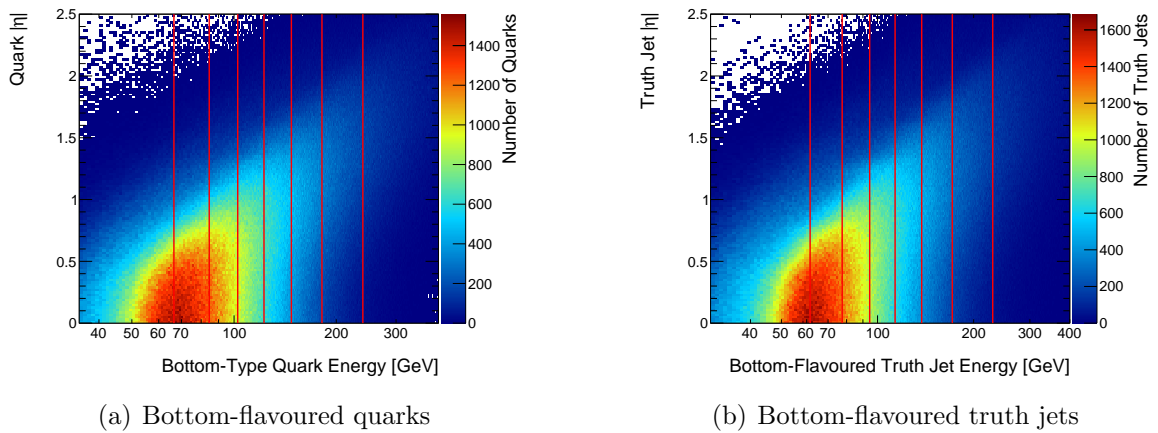 Quark |η|
2.5
2
1.5
1
0.5
0
40 50 60 70 100 200 300
Bottom-Type Quark Energy [GeV]
1400
1200
1000
800
600
400
200
0
Number of Quarks
(a) Bottom-flavoured quarks
Truth Jet |η|
2.5
2
1.5
1
0.5
0
40 50 60 70 100 200 300 400
Bottom-Flavoured Truth Jet Energy [GeV]
1600
1400
1200
1000
800
600
400
200
0
Number of Truth Jets
(b) Bottom-flavoured truth jets